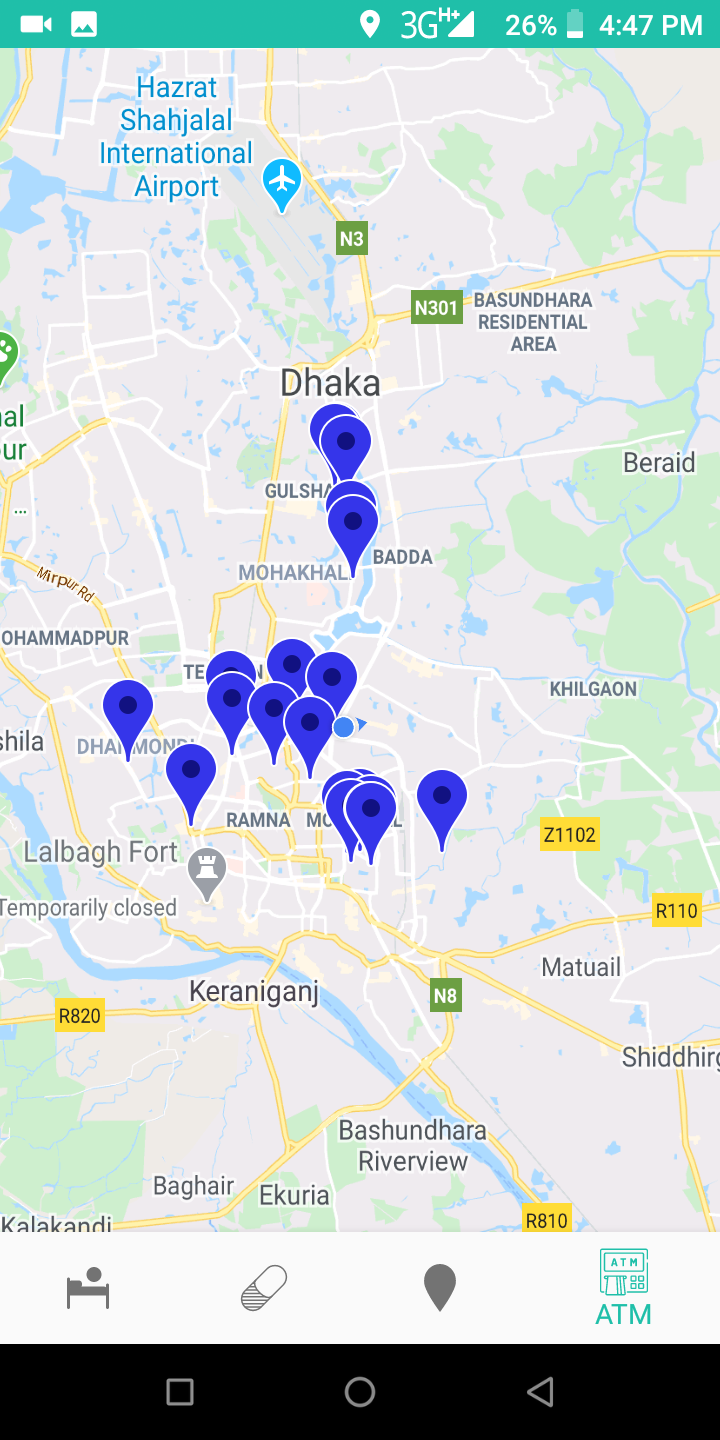 3G H+ 26% 4:47 PM
Hazrat
Shahjalal
International
Airport
N3
N301
BASUNDHARA
RESIDENTIAL
AREA
Dhaka
nal
ur
...
Beraid
GULSHA
BADDA
MOHAKHAL
Mirpur Rd
OHAMMADPUR
TE N
KHILGAON
shila
DHA MONDI
RAMNA
MO L
Z1102
Lalbagh Fort
Temporarily closed
R110
Matuail
Keraniganj
N8
R820
Shiddhirg
Bashundhara
Riverview
Baghair
Ekuria
Kalakandi
R810
ATM
ATM